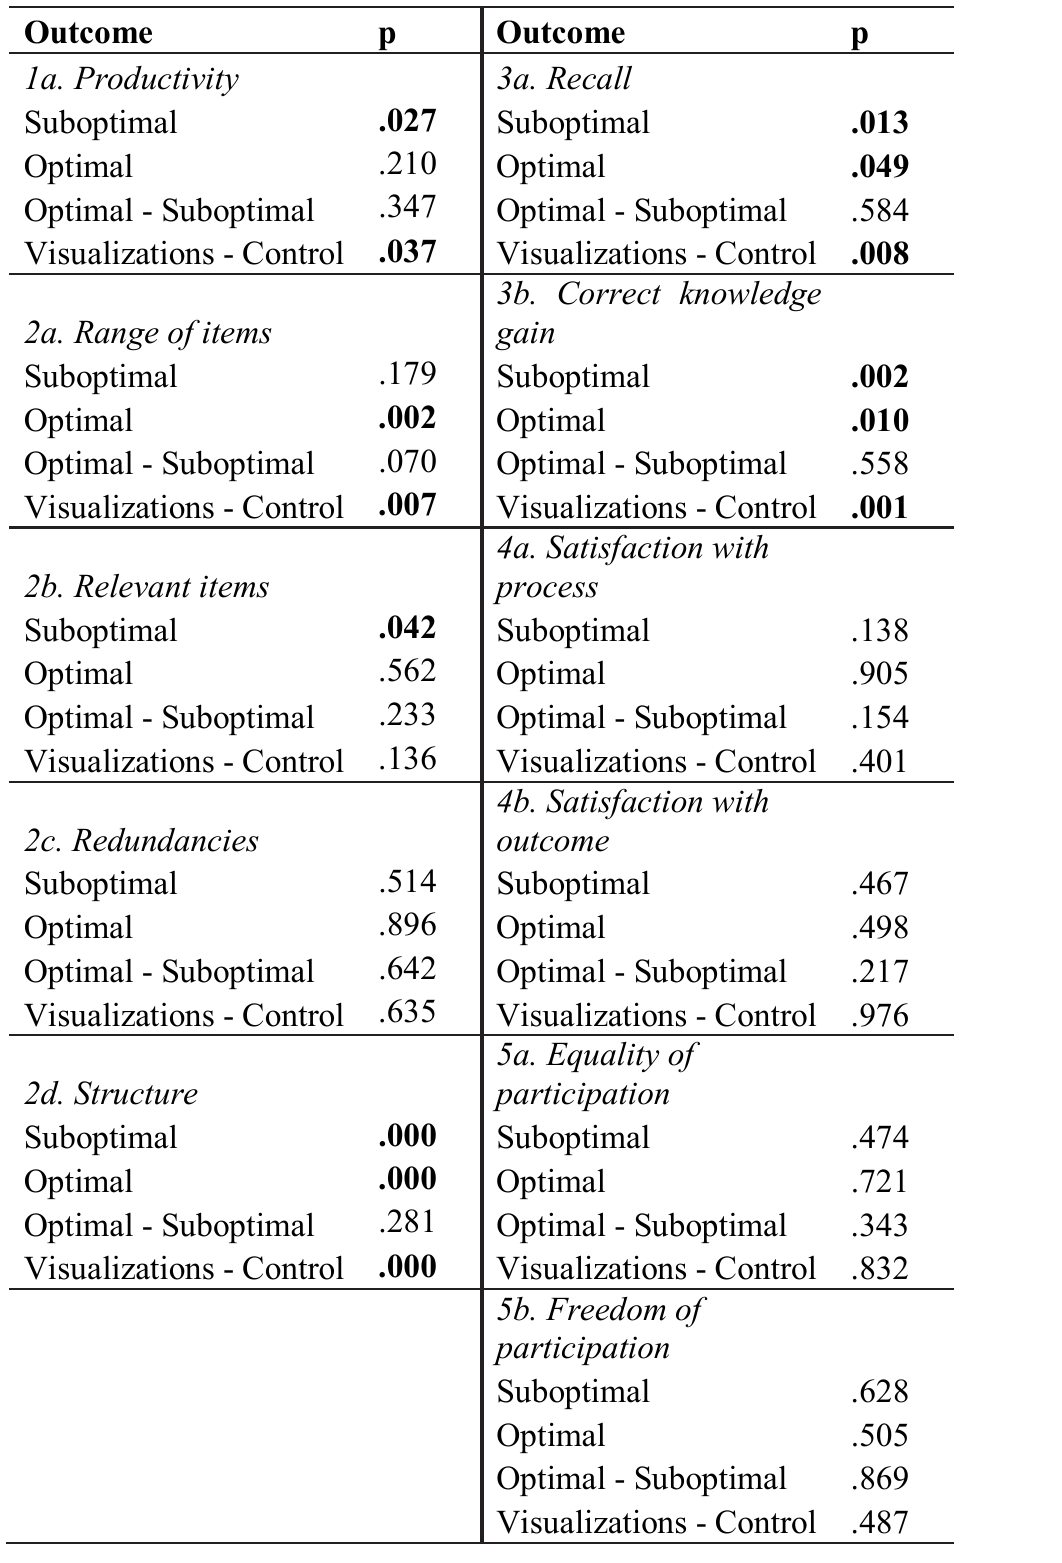 Outcome p
1a. Productivity
Suboptimal .027
Optimal .210
Optimal - Suboptimal .347
Visualizations - Control .037
2a. Range of items
Suboptimal .179
Optimal .002
Optimal - Suboptimal .070
Visualizations - Control .007
2b. Relevant items
Suboptimal .042
Optimal .562
Optimal - Suboptimal .233
Visualizations - Control .136
2c. Redundancies
Suboptimal .514
Optimal .896
Optimal - Suboptimal .642
Visualizations - Control .635
2d. Structure
Suboptimal .000
Optimal .000
Optimal - Suboptimal .281
Visualizations - Control .000
Outcome p
3a. Recall
Suboptimal .013
Optimal .049
Optimal - Suboptimal .584
Visualizations - Control .008
3b. Correct knowledge
gain
Suboptimal .002
Optimal .010
Optimal - Suboptimal .558
Visualizations - Control .001
4a. Satisfaction with
process
Suboptimal .138
Optimal .905
Optimal - Suboptimal .154
Visualizations - Control .401
4b. Satisfaction with
outcome
Suboptimal .467
Optimal .498
Optimal - Suboptimal .217
Visualizations - Control .976
5a. Equality of
participation
Suboptimal .474
Optimal .721
Optimal - Suboptimal .343
Visualizations - Control .832
5b. Freedom of
participation
Suboptimal .628
Optimal .505
Optimal - Suboptimal .869
Visualizations - Control .487